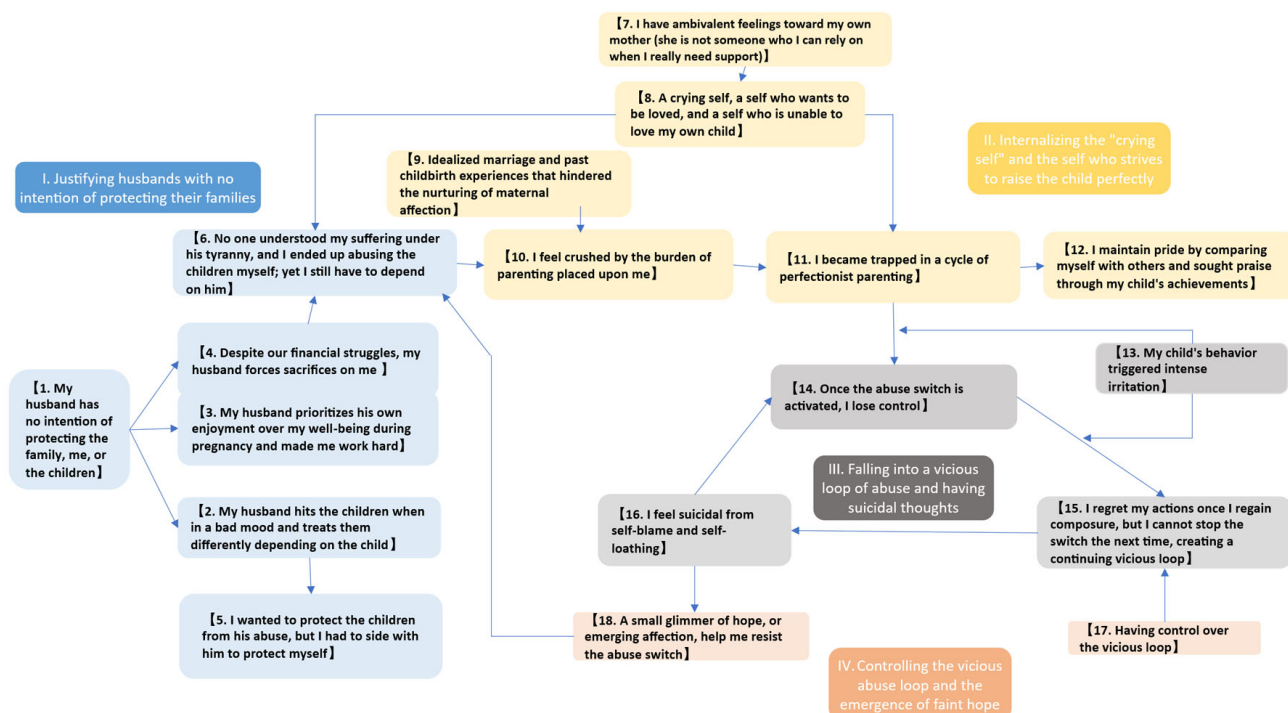 【7. I have ambivalent feelings toward my own
mother (she is not someone who I can rely on
when I really need support)】
【8. A crying self, a self who wants to
be loved, and a self who is unable to
love my own child】
II. Internalizing the "crying
self" and the self who strives
to raise the child perfectly
【9. Idealized marriage and past
childbirth experiences that hindered
the nurturing of maternal
affection】
I. Justifying husbands with no
intention of protecting their families
【6. No one understood my suffering under
his tyranny, and I ended up abusing the
children myself; yet I still have to depend
on him】
【10. I feel crushed by the burden of
parenting placed upon me】
【11. I became trapped in a cycle of
perfectionist parenting】
【12. I maintain pride by comparing
myself with others and sought praise
through my child's achievements】
【4. Despite our financial struggles, my
husband forces sacrifices on me 】
【13. My child's behavior
triggered intense
irritation】
【1. My
husband has
no intention of
protecting the
family, me, or
the children】
【14. Once the abuse switch is
activated, I lose control】
【3. My husband prioritizes his own
enjoyment over my well-being during
pregnancy and made me work hard】
III. Falling into a vicious
loop of abuse and having
suicidal thoughts
【2. My husband hits the children when
in a bad mood and treats them
differently depending on the child】
【16. I feel suicidal from
self-blame and self-
loathing】
【15. I regret my actions once I regain
composure, but I cannot stop the
switch the next time, creating a
continuing vicious loop】
【5. I wanted to protect the children
from his abuse, but I had to side with
him to protect myself】
【18. A small glimmer of hope, or
emerging affection, help me resist
the abuse switch】
【17. Having control over
the vicious loop】
IV. Controlling the vicious
abuse loop and the
emergence of faint hope